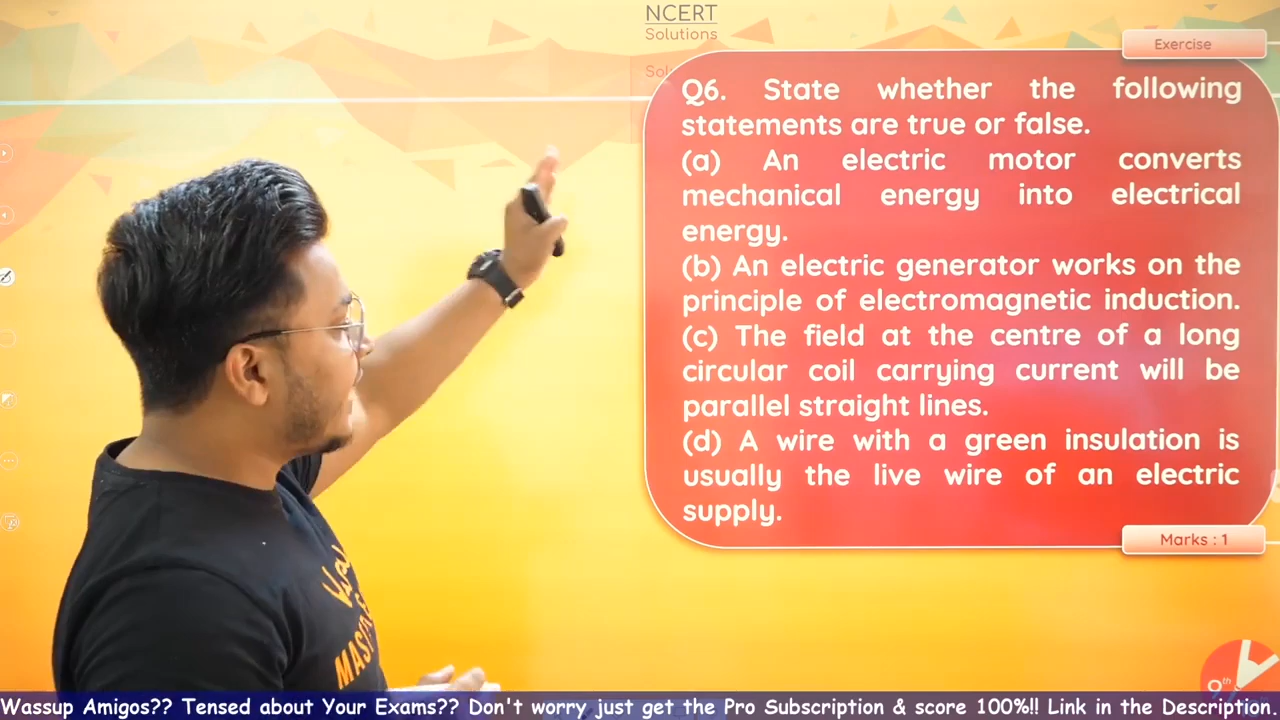 NCERT
Solutions
Exercise
Q6. State whether the following
statements are true or false.
(a) An electric motor converts
mechanical energy into electrical
energy.
(b) An electric generator works on the
principle of electromagnetic induction.
(c) The field at the centre of a long
circular coil carrying current will be
parallel straight lines.
(d) A wire with a green insulation is
usually the live wire of an electric
supply.
Marks : 1
9th
Wassup Amigos?? Tensed about Your Exams?? Don't worry just get the Pro Subscription & score 100%!! Link in the Description.